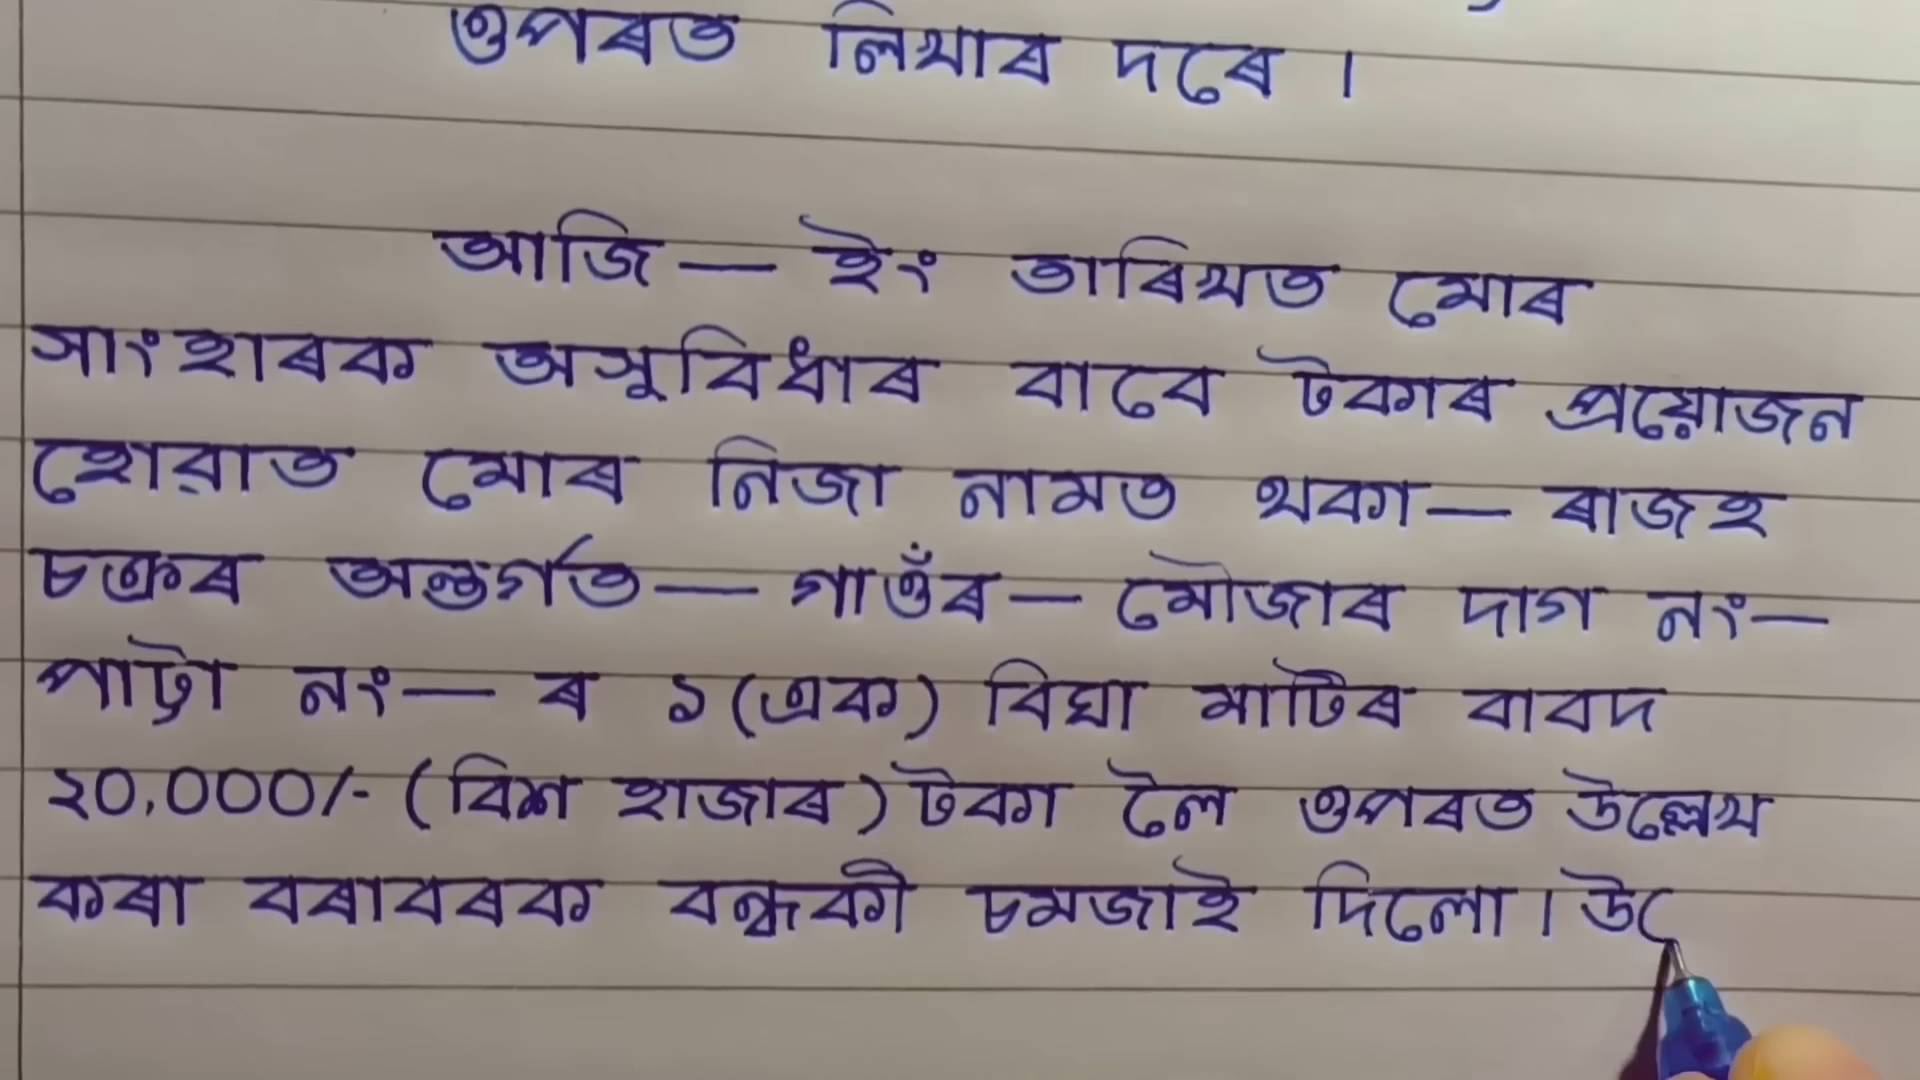 ওপৰত লিখাৰ দৰে ।
আজি — ইং তাৰিখত মোৰ
সাংহাৰক অসুবিধাৰ বাবে টকাৰ প্ৰয়োজন
হোৱাত মোৰ নিজা নামত থকা — ৰাজহ
চক্ৰৰ অন্তৰ্গত — গাওঁৰ — মৌজাৰ দাগ নং —
পাট্টা নং — ৰ ১ (এক) বিঘা মাটিৰ বাবদ
২০,০০০/- (বিশ হাজাৰ) টকা লৈ ওপৰত উল্লেখ
কৰা বৰাবৰক বন্ধকী চমজাই দিলো । উ